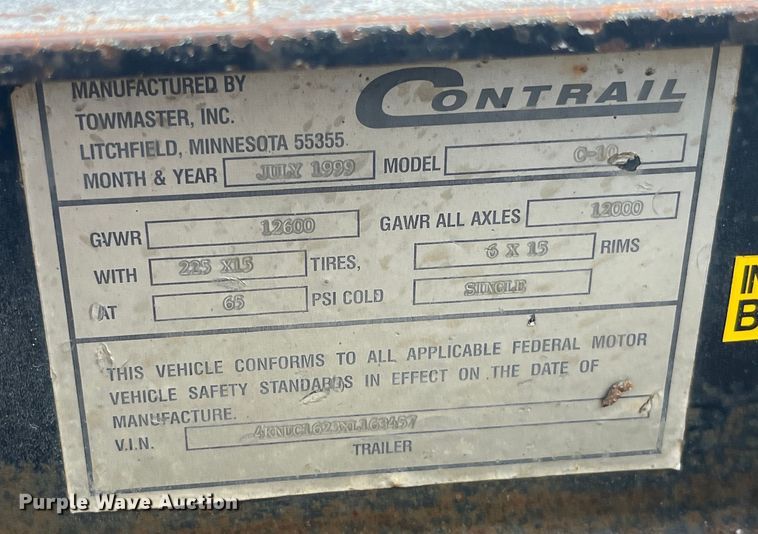 MANUFACTURED BY
TOWMASTER, INC.
LITCHFIELD, MINNESOTA 55355
CONTRAIL
MONTH & YEAR JULY 1999 MODEL C-10
GVWR 12600 GAWR ALL AXLES 12000
WITH 225 X15 TIRES, 6 X 15 RIMS
AT 65 PSI COLD SINGLE
THIS VEHICLE CONFORMS TO ALL APPLICABLE FEDERAL MOTOR
VEHICLE SAFETY STANDARDS IN EFFECT ON THE DATE OF
MANUFACTURE.
V.I.N. 4KNUC1623XL163457
TRAILER
IN
B
Purple Wave Auction